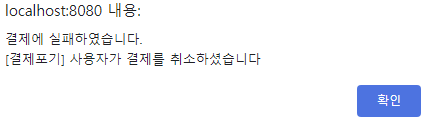 localhost:8080 내용:
결제에 실패하였습니다.
[결제포기] 사용자가 결제를 취소하셨습니다
확인